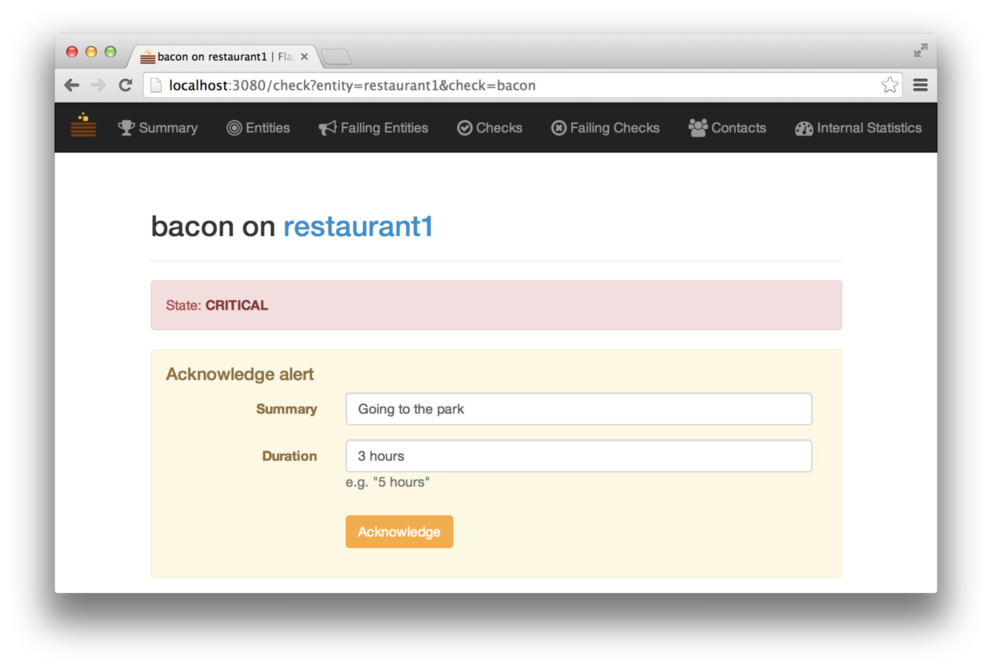 bacon on restaurant1 | Fla
localhost:3080/check?entity=restaurant1&check=bacon
Summary Entities Failing Entities Checks Failing Checks Contacts Internal Statistics
bacon on restaurant1
State: CRITICAL
Acknowledge alert
Summary Going to the park
Duration 3 hours
e.g. "5 hours"
Acknowledge